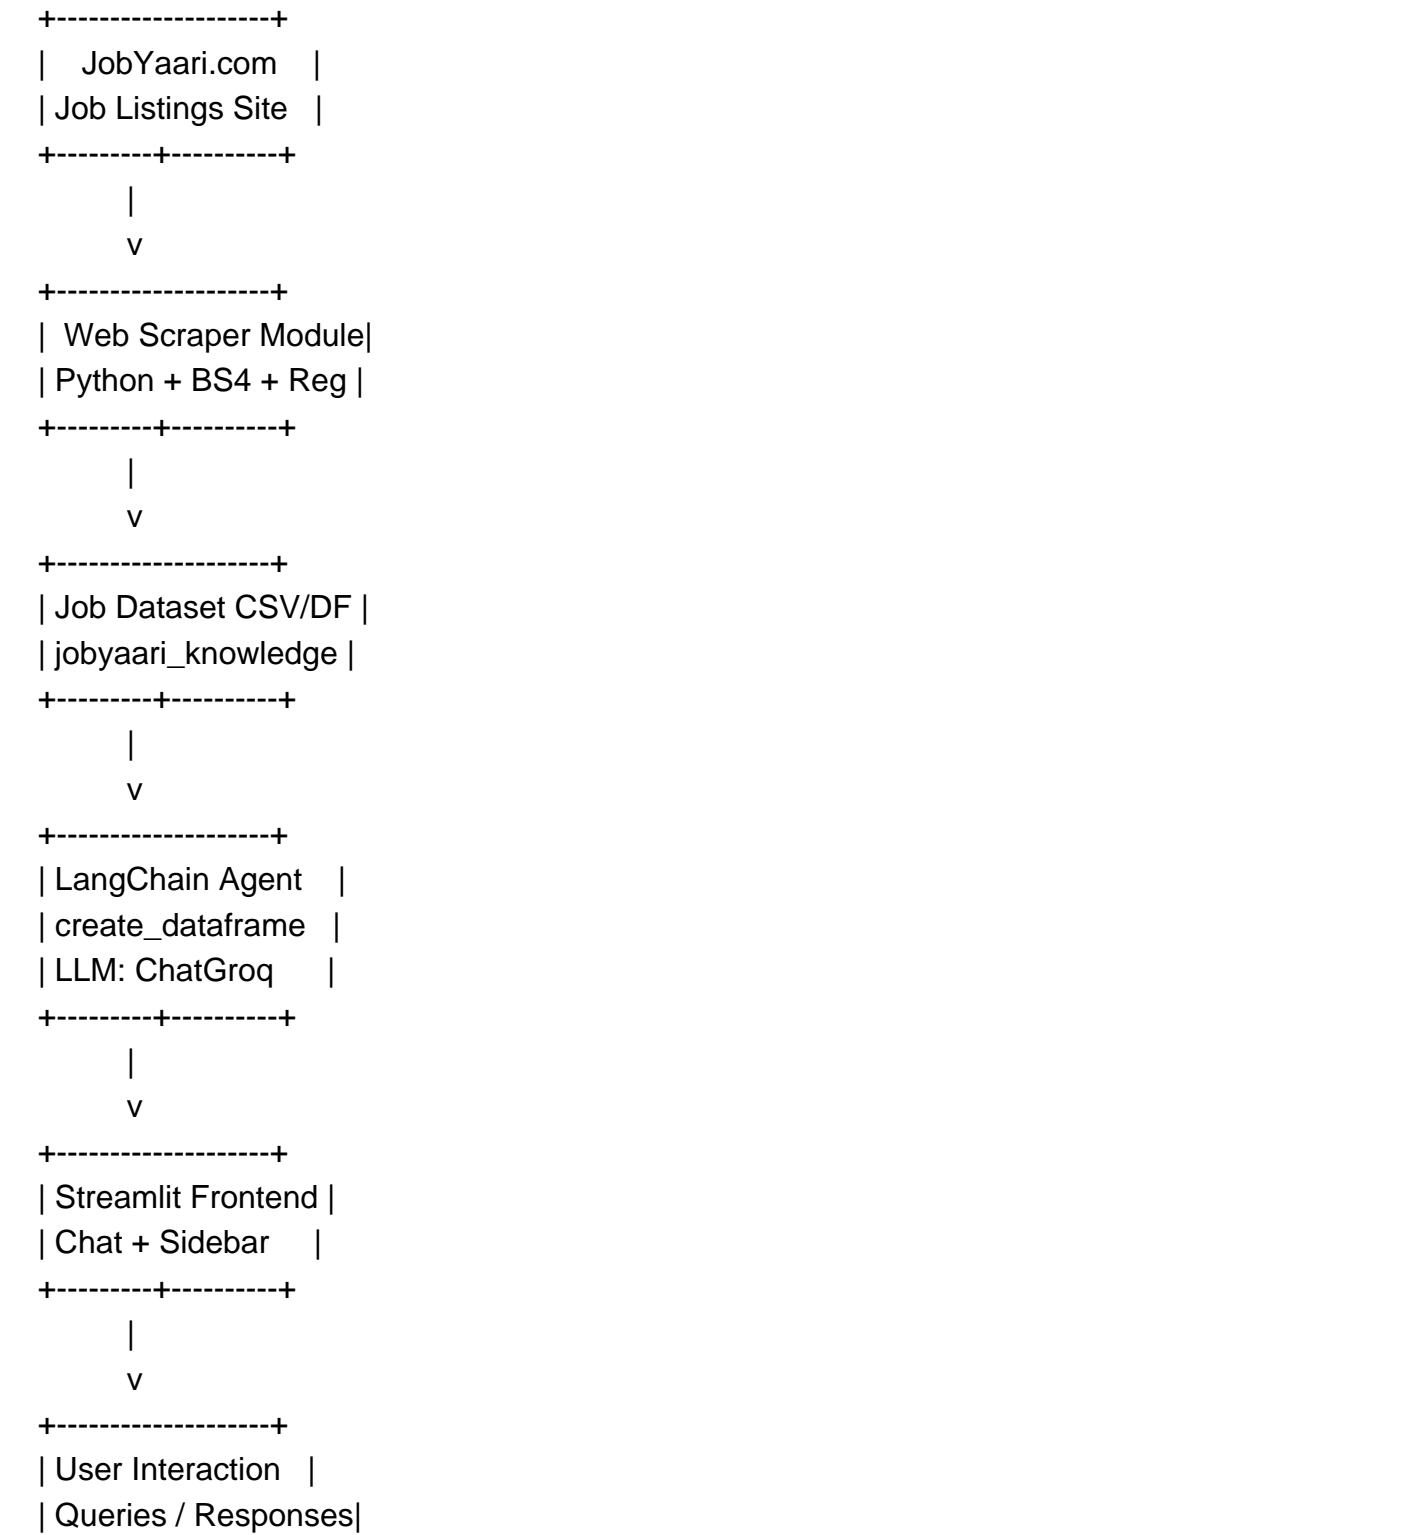 +--------------------+
|    JobYaari.com    |
| Job Listings Site   |
+---------+----------+
          |
          v
+--------------------+
|  Web Scraper Module|
| Python + BS4 + Reg |
+---------+----------+
          |
          v
+--------------------+
| Job Dataset CSV/DF |
| jobyaari_knowledge |
+---------+----------+
          |
          v
+--------------------+
| LangChain Agent    |
| create_dataframe   |
| LLM: ChatGroq      |
+---------+----------+
          |
          v
+--------------------+
| Streamlit Frontend |
| Chat + Sidebar     |
+---------+----------+
          |
          v
+--------------------+
| User Interaction   |
| Queries / Responses|